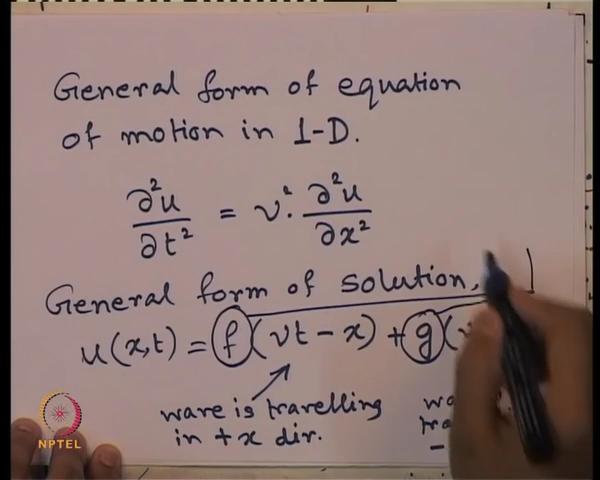 General form of equation
of motion in 1-D.
∂²u/∂t² = v². ∂²u/∂x²
General form of solution,
u(x,t) = f(vt - x) + g(v
wave is travelling
in +x dir.
-
NPTEL